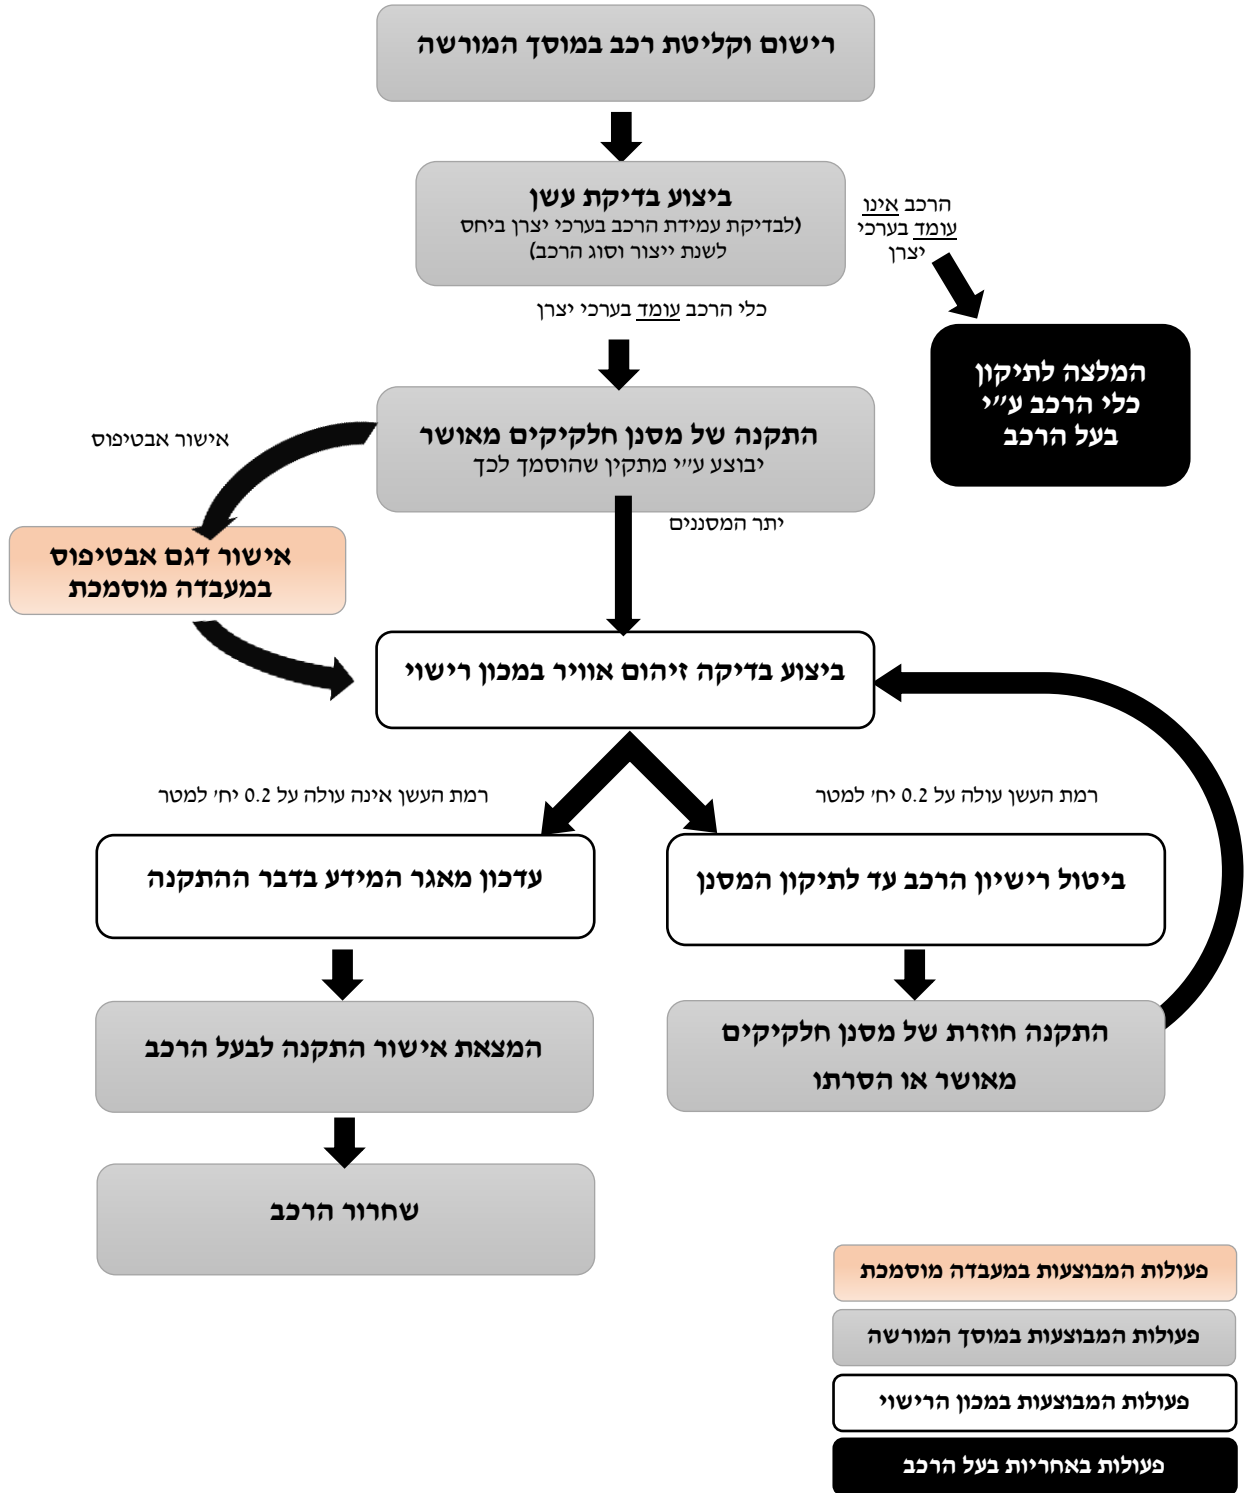 רישום וקליטת רכב במוסך המורשה
ביצוע בדיקת עשן
(לבדיקת עמידת הרכב בערכי יצרן ביחס
לשנת ייצור וסוג הרכב)
הרכב אינו
עומד בערכי
יצרן
כלי הרכב עומד בערכי יצרן
המלצה לתיקון
כלי הרכב ע״י
בעל הרכב
התקנה של מסנן חלקיקים מאושר
יבוצע ע״י מתקין שהוסמך לכך
אישור אבטיפוס
יתר המסננים
אישור דגם אבטיפוס
במעבדה מוסמכת
ביצוע בדיקה זיהום אוויר במכון רישוי
רמת העשן עולה על 0.2 יח׳ למטר
רמת העשן אינה עולה על 0.2 יח׳ למטר
ביטול רישיון הרכב עד לתיקון המסנן
עדכון מאגר המידע בדבר ההתקנה
התקנה חוזרת של מסנן חלקיקים
מאושר או הסרתו
המצאת אישור התקנה לבעל הרכב
שחרור הרכב
פעולות המבוצעות במעבדה מוסמכת
פעולות המבוצעות במוסך המורשה
פעולות המבוצעות במכון הרישוי
פעולות באחריות בעל הרכב